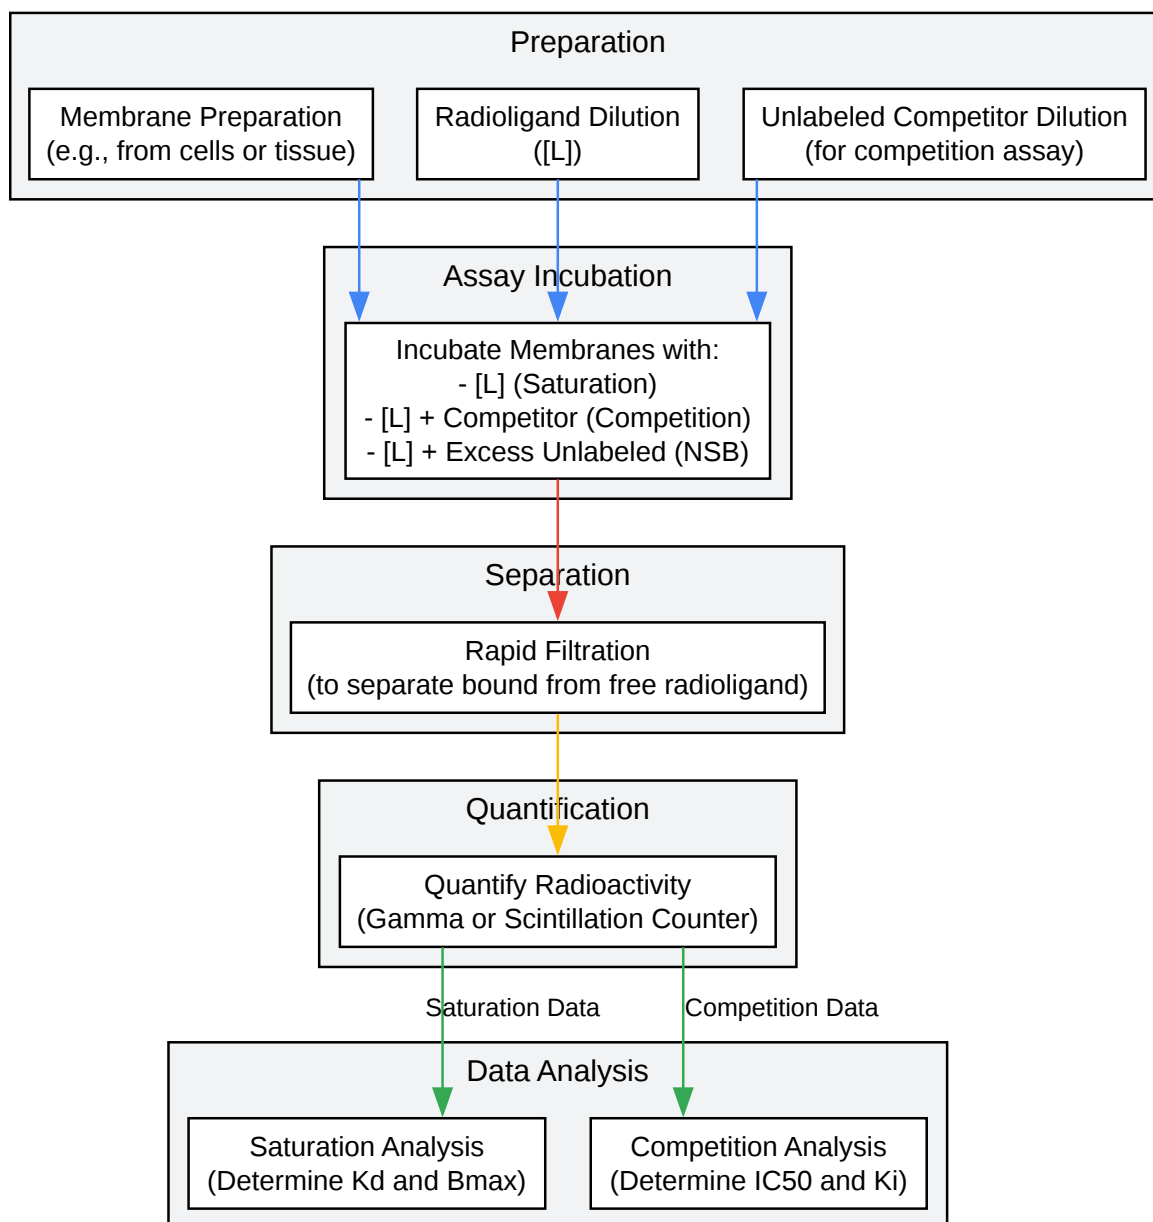 Preparation
Membrane Preparation
(e.g., from cells or tissue)
Radioligand Dilution
([L])
Unlabeled Competitor Dilution
(for competition assay)
Assay Incubation
Incubate Membranes with:
- [L] (Saturation)
- [L] + Competitor (Competition)
- [L] + Excess Unlabeled (NSB)
Separation
Rapid Filtration
(to separate bound from free radioligand)
Quantification
Quantify Radioactivity
(Gamma or Scintillation Counter)
Saturation Data
Competition Data
Data Analysis
Saturation Analysis
(Determine Kd and Bmax)
Competition Analysis
(Determine IC50 and Ki)